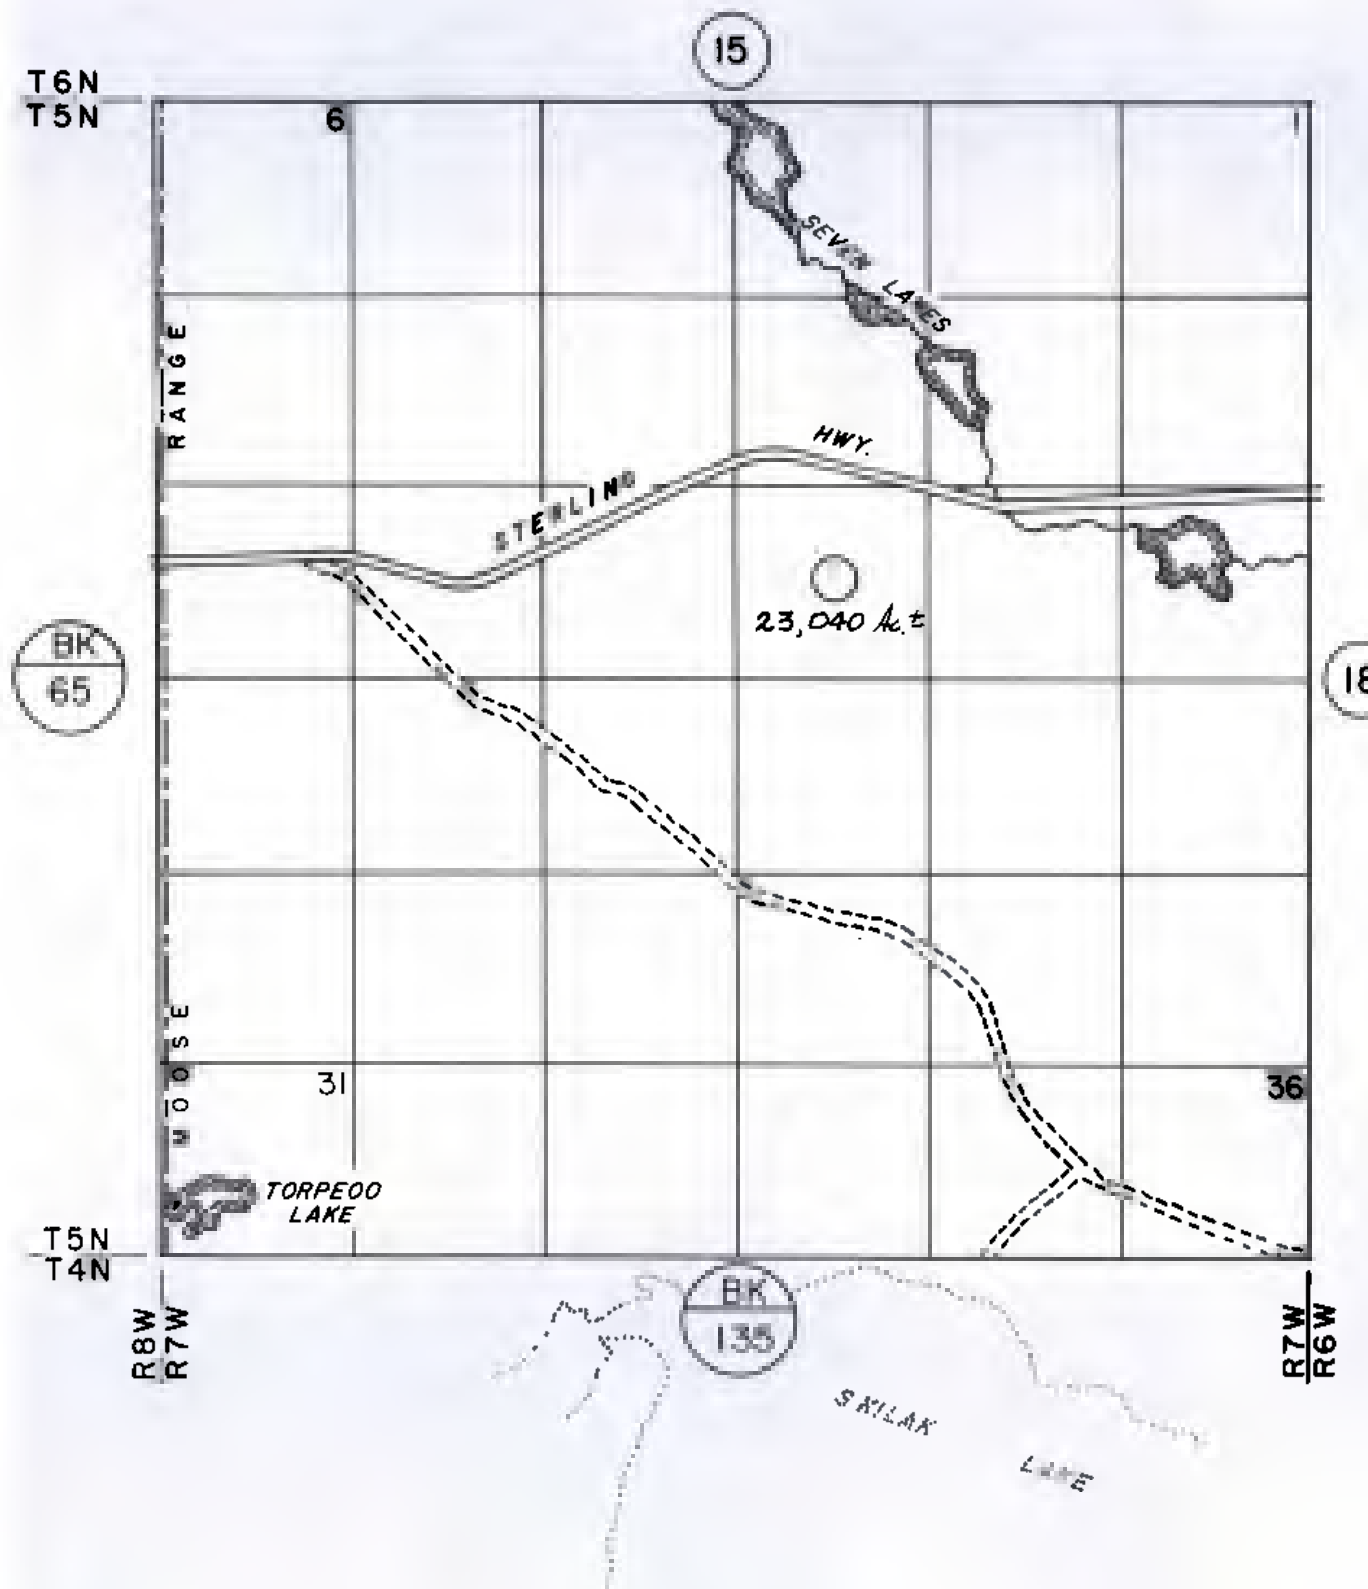 15
T6N
T5N
6
1
SEVEN LAKES
RANGE
HWY.
STERLING
23,040 Ac.±
BK
65
18
31
36
MOOSE
TORPEDO
LAKE
T5N
T4N
BK
135
R8W
R7W
R7W
R6W
SKILAK
LAKE